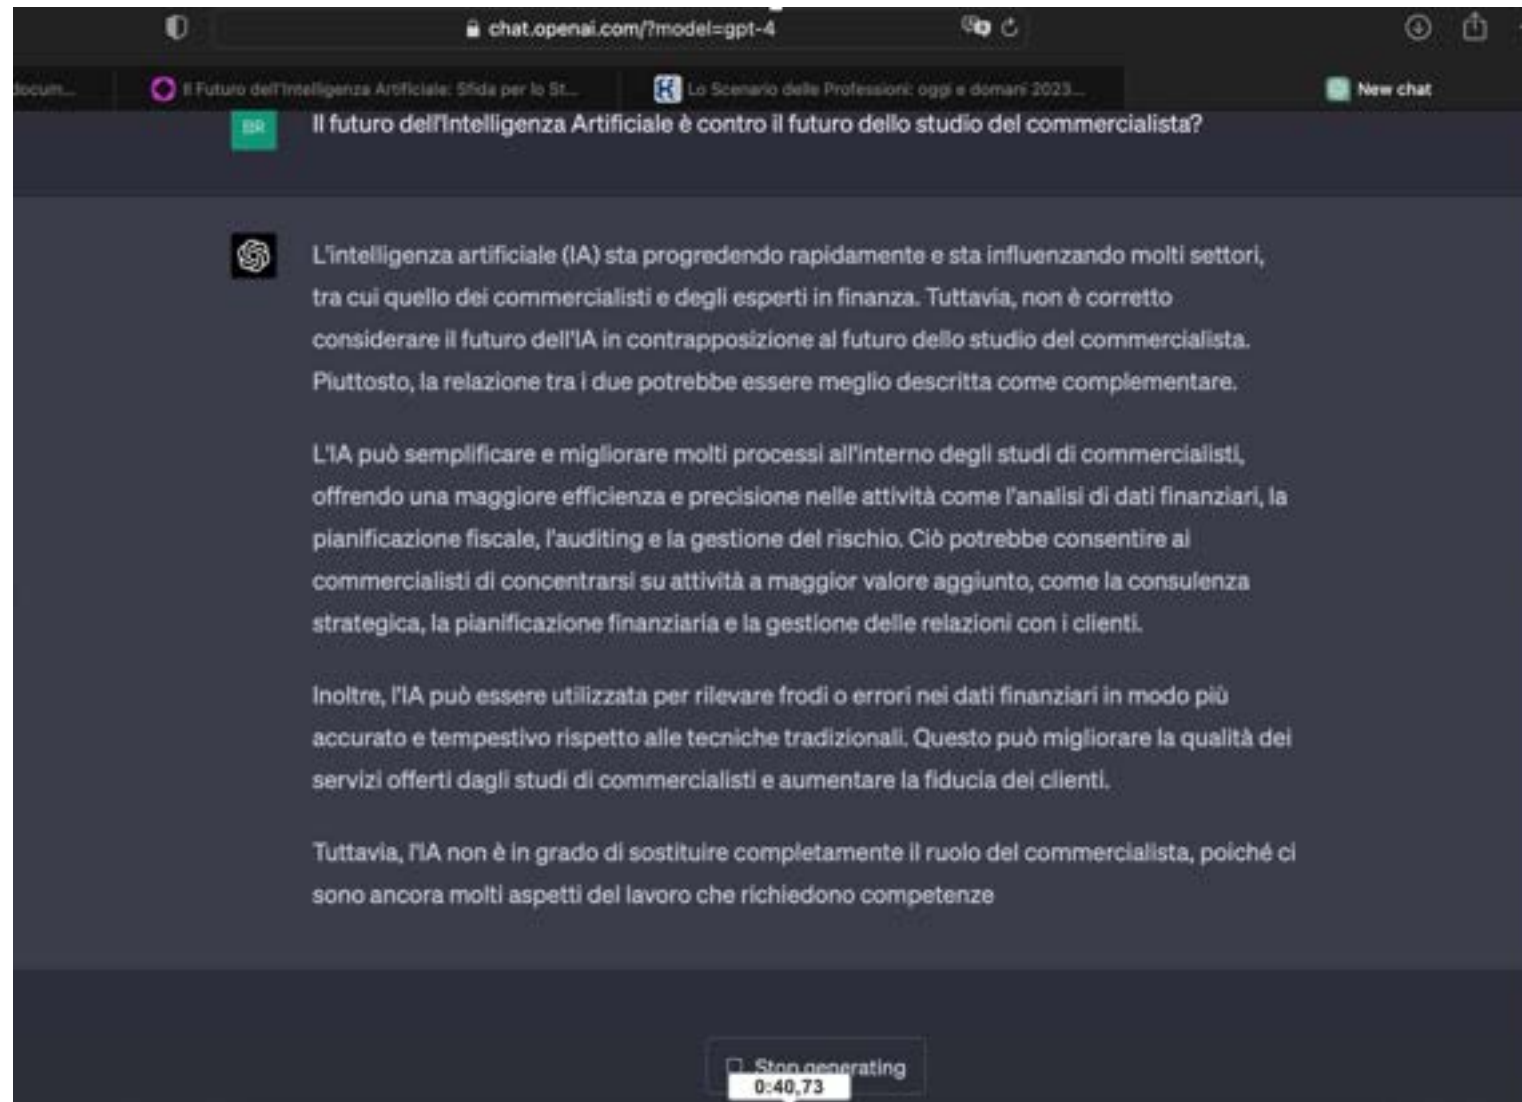 chat.openai.com/?model=gpt-4
docum...
Il Futuro dell'Intelligenza Artificiale: Sfida per lo St...
Lo Scenario delle Professioni: oggi e domani 2023...
New chat
BR
Il futuro dell'Intelligenza Artificiale è contro il futuro dello studio del commercialista?
L'intelligenza artificiale (IA) sta progredendo rapidamente e sta influenzando molti settori,
tra cui quello dei commercialisti e degli esperti in finanza. Tuttavia, non è corretto
considerare il futuro dell'IA in contrapposizione al futuro dello studio del commercialista.
Piuttosto, la relazione tra i due potrebbe essere meglio descritta come complementare.
L'IA può semplificare e migliorare molti processi all'interno degli studi di commercialisti,
offrendo una maggiore efficienza e precisione nelle attività come l'analisi di dati finanziari, la
pianificazione fiscale, l'auditing e la gestione del rischio. Ciò potrebbe consentire ai
commercialisti di concentrarsi su attività a maggior valore aggiunto, come la consulenza
strategica, la pianificazione finanziaria e la gestione delle relazioni con i clienti.
Inoltre, l'IA può essere utilizzata per rilevare frodi o errori nei dati finanziari in modo più
accurato e tempestivo rispetto alle tecniche tradizionali. Questo può migliorare la qualità dei
servizi offerti dagli studi di commercialisti e aumentare la fiducia dei clienti.
Tuttavia, l'IA non è in grado di sostituire completamente il ruolo del commercialista, poiché ci
sono ancora molti aspetti del lavoro che richiedono competenze
Stop generating
0:40,73